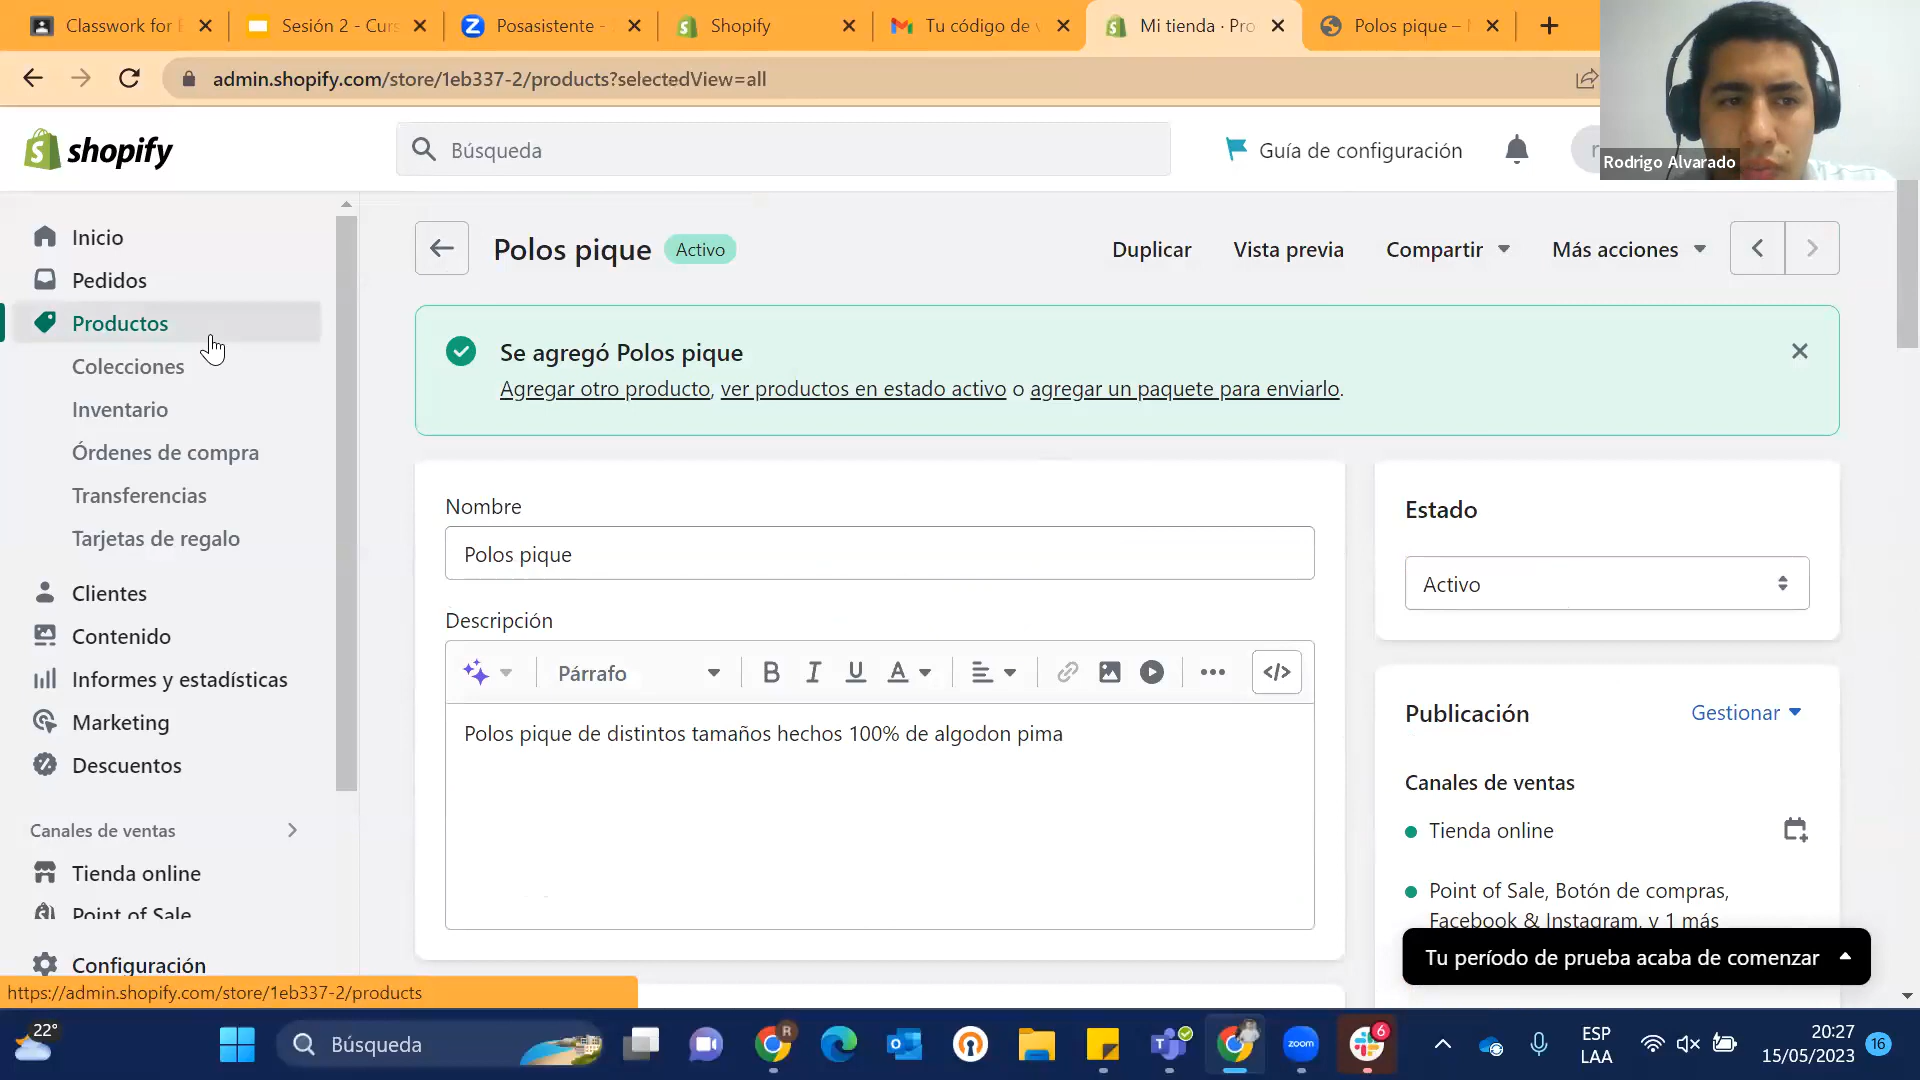 Classwork for
Sesión 2 - Curs
Posasistente -
Shopify
Tu código de
Mi tienda · Pro
Polos pique –
admin.shopify.com/store/1eb337-2/products?selectedView=all
shopify
Búsqueda
Guía de configuración
Rodrigo Alvarado
Inicio
Pedidos
Productos
Colecciones
Inventario
Órdenes de compra
Transferencias
Tarjetas de regalo
Clientes
Contenido
Informes y estadísticas
Marketing
Descuentos
Canales de ventas
Tienda online
Point of Sale
Configuración
https://admin.shopify.com/store/1eb337-2/products
Polos pique
Activo
Duplicar
Vista previa
Compartir
Más acciones
Se agregó Polos pique
Agregar otro producto, ver productos en estado activo o agregar un paquete para enviarlo.
Nombre
Polos pique
Descripción
Párrafo
B I U A
</>
Polos pique de distintos tamaños hechos 100% de algodon pima
Estado
Activo
Publicación
Gestionar
Canales de ventas
Tienda online
Point of Sale, Botón de compras,
Facebook & Instagram, y 1 más
Tu período de prueba acaba de comenzar
22°
Búsqueda
R
zoom
6
ESP
LAA
20:27
15/05/2023
16